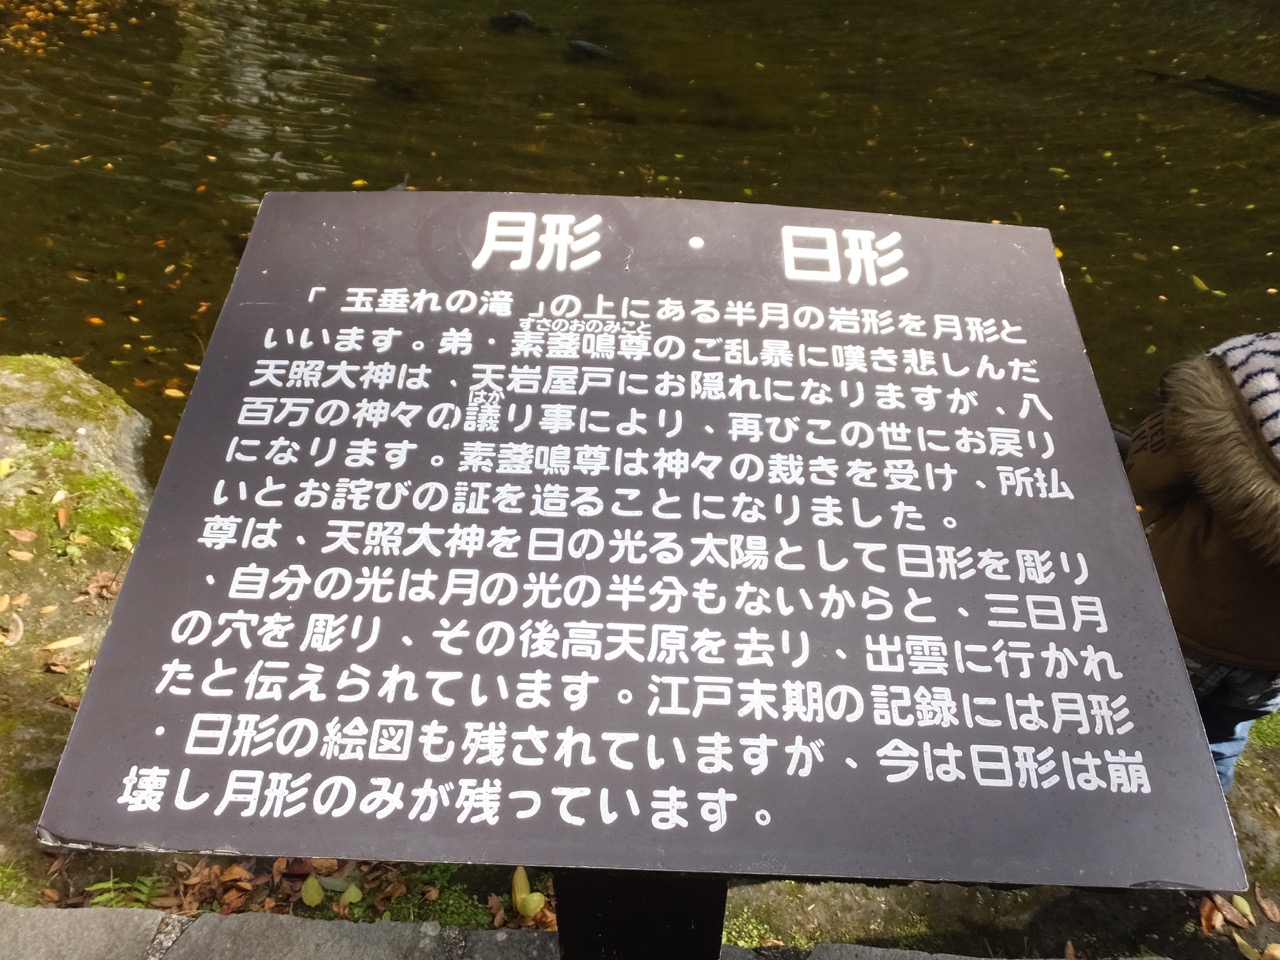 月形 ・ 日形
「 玉垂れの滝 」の上にある半月の岩形を月形と
すさのおのみこと
いいます。弟・素蓋鳴尊のご乱暴に嘆き悲しんだ
天照大神は、天岩屋戸にお隠れになりますが、八
はか
百万の神々の議り事により、再びこの世にお戻り
になります。素蓋鳴尊は神々の裁きを受け、所払
いとお詫びの証を造ることになりました。
尊は、天照大神を日の光る太陽として日形を彫り
、自分の光は月の光の半分もないからと、三日月
の穴を彫り、その後高天原を去り、出雲に行かれ
たと伝えられています。江戸末期の記録には月形
・日形の絵図も残されていますが、今は日形は崩
壊し月形のみが残っています。